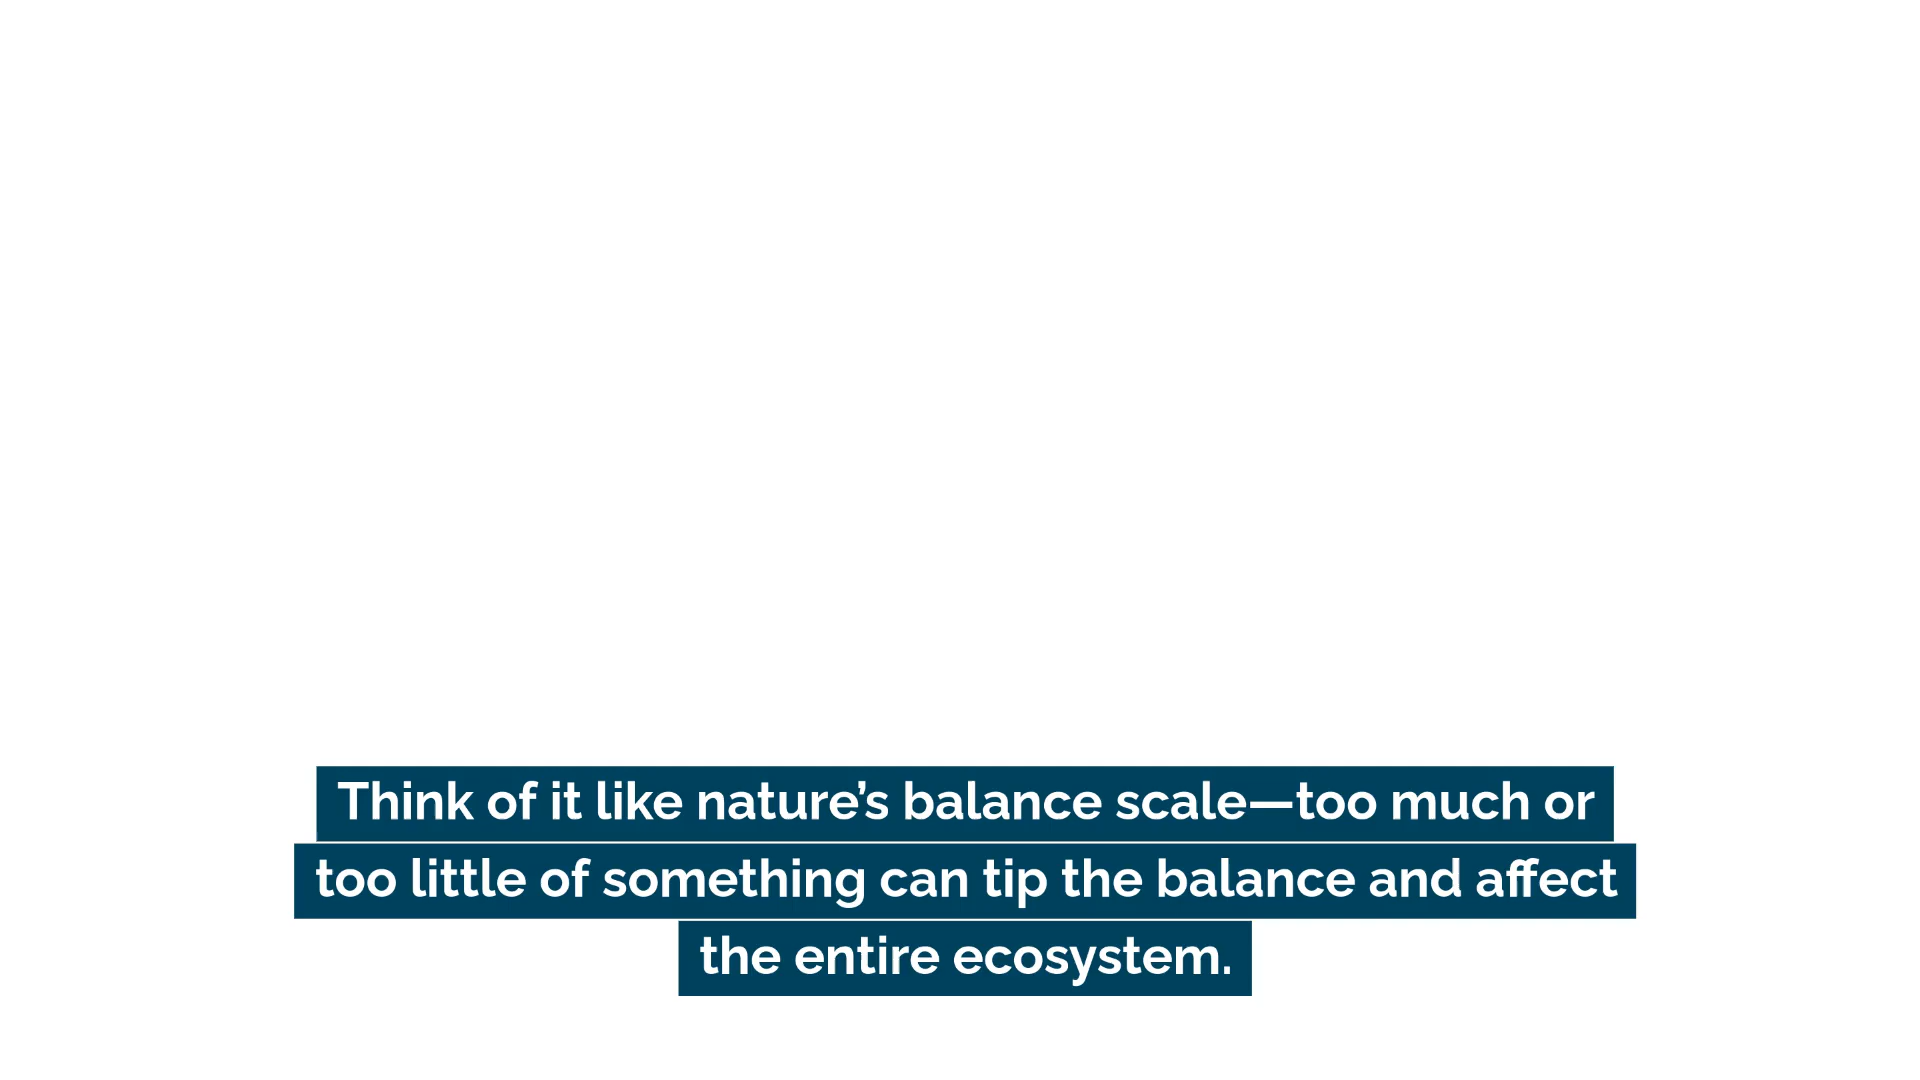 Think of it like nature’s balance scale—too much or
too little of something can tip the balance and affect
the entire ecosystem.